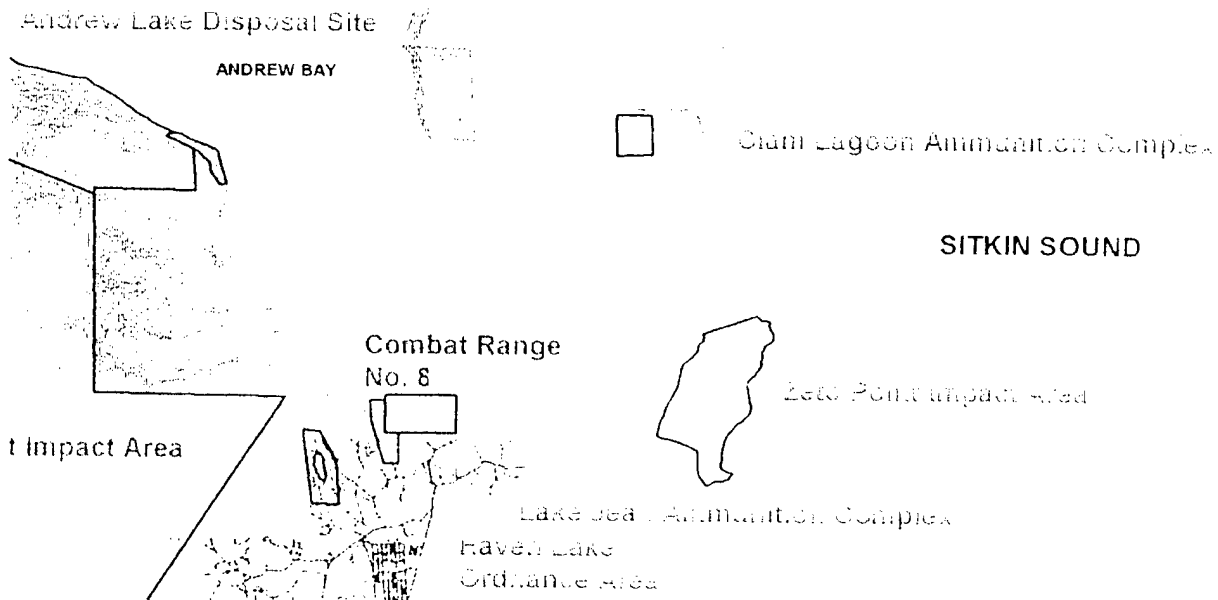 Andrew Lake Disposal Site
ANDREW BAY
Clam Lagoon Ammunition Complex
SITKIN SOUND
Combat Range
No. 8
Zeto Point Impact Area
t Impact Area
Lake Jean Ammunition Complex
Haven Lake
Ordnance Area